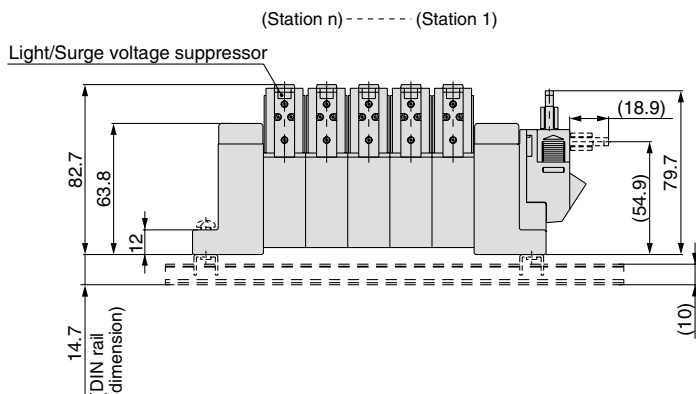 (Station n) ------ (Station 1)
Light/Surge voltage suppressor
(18.9)
82.7
63.8
12
(54.9)
79.7
14.7
(DIN rail
dimension)
(10)